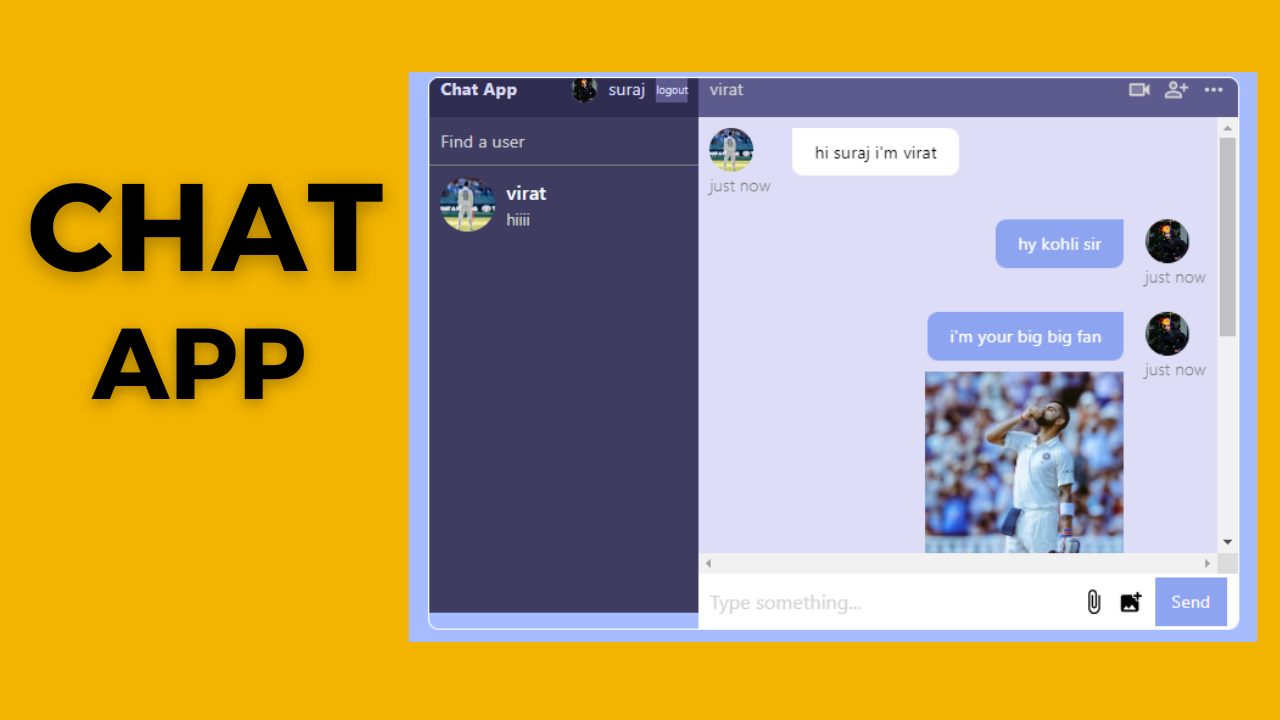 CHAT
APP
Chat App
suraj
logout
virat
Find a user
virat
hiiii
hi suraj i'm virat
just now
hy kohli sir
just now
i'm your big big fan
just now
Type something...
Send